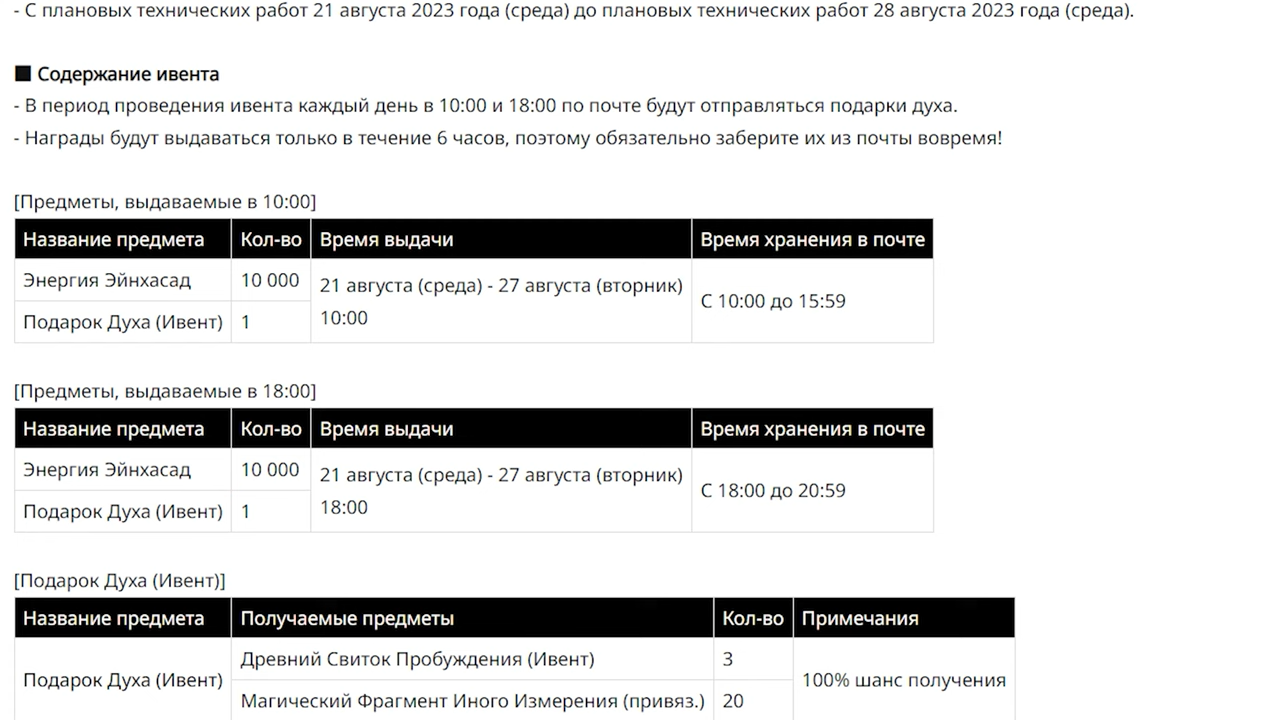 - С плановых технических работ 21 августа 2023 года (среда) до плановых технических работ 28 августа 2023 года (среда).
■ Содержание ивента
- В период проведения ивента каждый день в 10:00 и 18:00 по почте будут отправляться подарки духа.
- Награды будут выдаваться только в течение 6 часов, поэтому обязательно заберите их из почты вовремя!
[Предметы, выдаваемые в 10:00]
Название предмета Кол-во Время выдачи Время хранения в почте
Энергия Эйнхасад 10 000
21 августа (среда) - 27 августа (вторник)
10:00
С 10:00 до 15:59
Подарок Духа (Ивент) 1
[Предметы, выдаваемые в 18:00]
Название предмета Кол-во Время выдачи Время хранения в почте
Энергия Эйнхасад 10 000
21 августа (среда) - 27 августа (вторник)
18:00
С 18:00 до 20:59
Подарок Духа (Ивент) 1
[Подарок Духа (Ивент)]
Название предмета Получаемые предметы Кол-во Примечания
Подарок Духа (Ивент)
Древний Свиток Пробуждения (Ивент) 3
100% шанс получения
Магический Фрагмент Иного Измерения (привяз.) 20